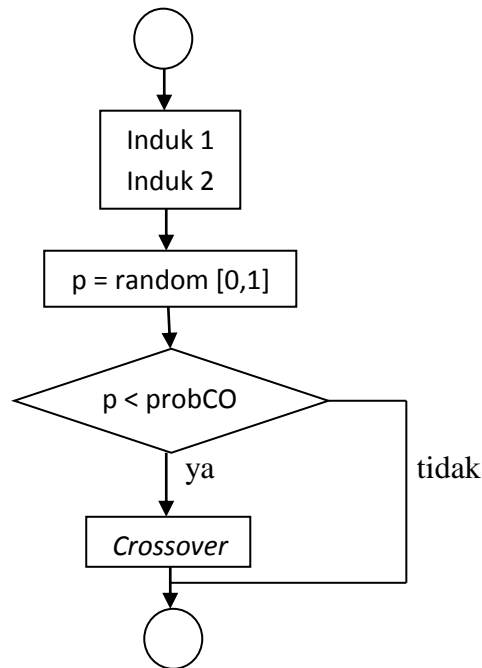 Induk 1
Induk 2
p = random [0,1]
p < probCO
ya
tidak
Crossover